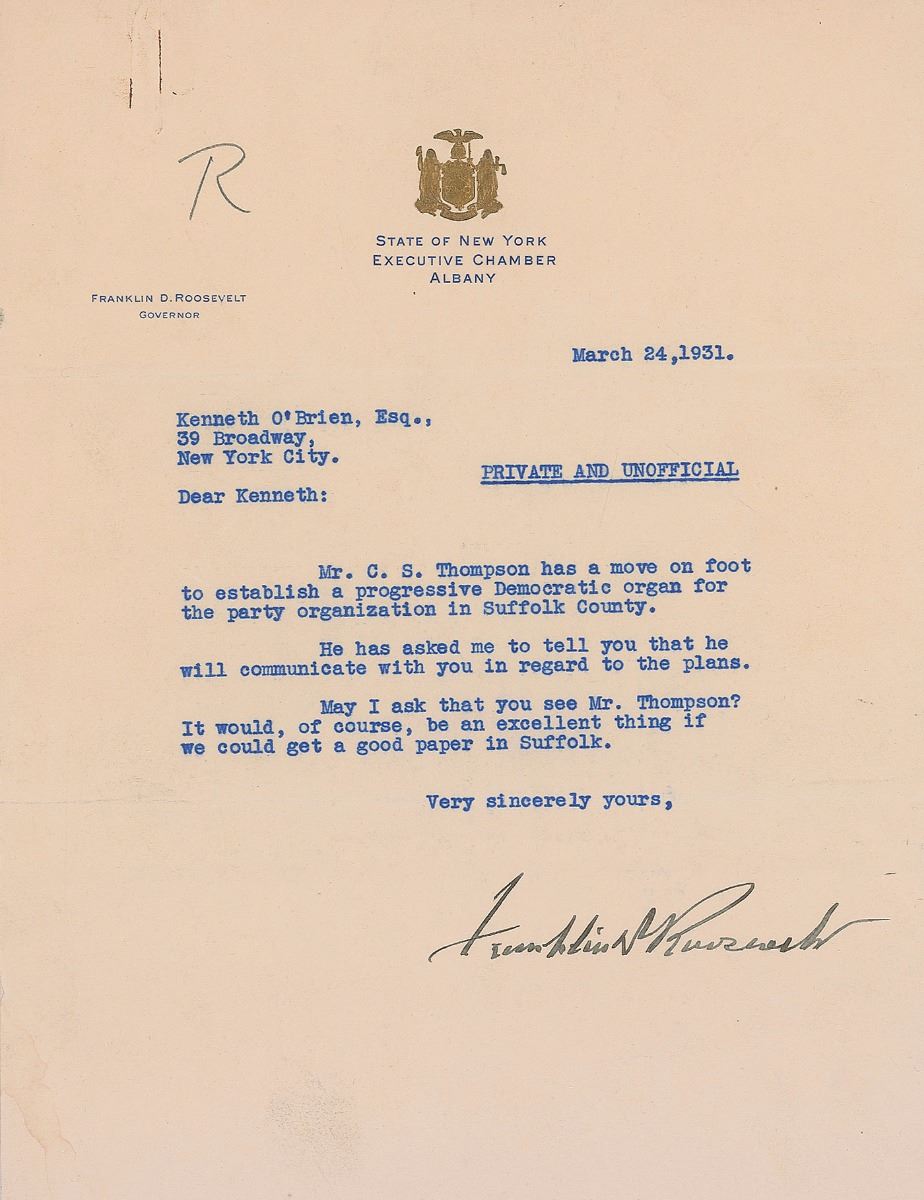 R
STATE OF NEW YORK
EXECUTIVE CHAMBER
ALBANY
FRANKLIN D. ROOSEVELT
GOVERNOR
March 24,1931.
Kenneth O'Brien, Esq.,
39 Broadway,
New York City.
PRIVATE AND UNOFFICIAL
Dear Kenneth:
Mr. C. S. Thompson has a move on foot
to establish a progressive Democratic organ for
the party organization in Suffolk County.
He has asked me to tell you that he
will communicate with you in regard to the plans.
May I ask that you see Mr. Thompson?
It would, of course, be an excellent thing if
we could get a good paper in Suffolk.
Very sincerely yours,
Franklin D Roosevelt